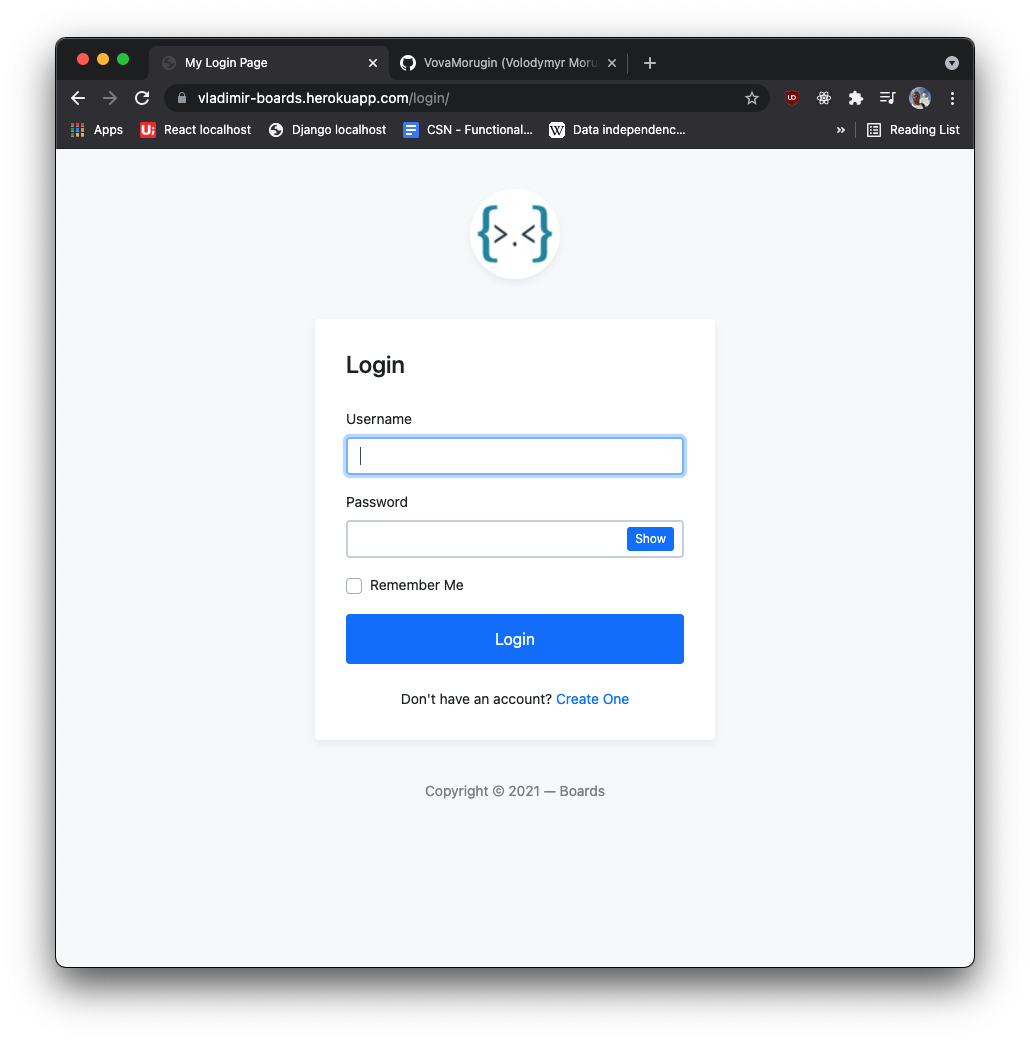 My Login Page
VovaMorugin (Volodymyr Moru
vladimir-boards.herokuapp.com/login/
Apps React localhost Django localhost CSN - Functional... Data independenc... » Reading List
{>.<}
Login
Username
Password
Show
Remember Me
Login
Don't have an account? Create One
Copyright © 2021 — Boards